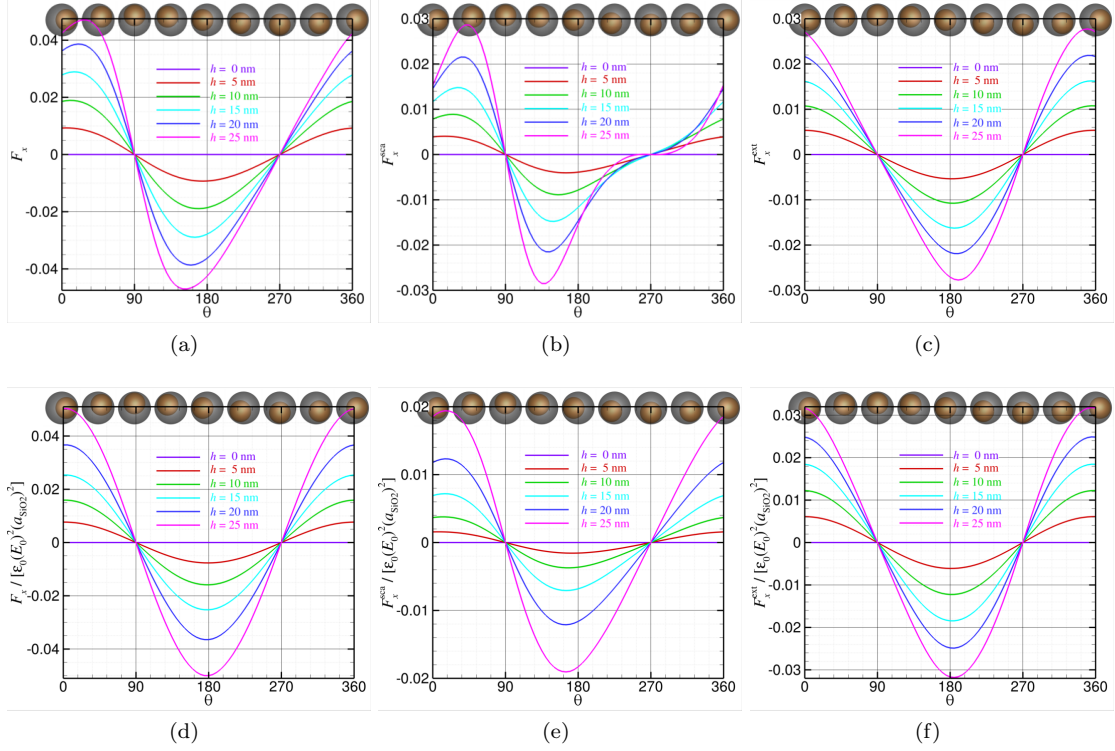 0.04
0.02
0
-0.02
-0.04
F_x
h = 0 nm
h = 5 nm
h = 10 nm
h = 15 nm
h = 20 nm
h = 25 nm
0 90 180 270 360
θ
(a)
0.03
0.02
0.01
0
-0.01
-0.02
-0.03
F_x^sca
h = 0 nm
h = 5 nm
h = 10 nm
h = 15 nm
h = 20 nm
h = 25 nm
0 90 180 270 360
θ
(b)
0.03
0.02
0.01
0
-0.01
-0.02
-0.03
F_x^ext
h = 0 nm
h = 5 nm
h = 10 nm
h = 15 nm
h = 20 nm
h = 25 nm
0 90 180 270 360
θ
(c)
0.04
0.02
0
-0.02
-0.04
F_x / [ε_0(E_0)^2(a_SiO2)^2]
h = 0 nm
h = 5 nm
h = 10 nm
h = 15 nm
h = 20 nm
h = 25 nm
0 90 180 270 360
θ
(d)
0.02
0.01
0
-0.01
-0.02
F_x^sca / [ε_0(E_0)^2(a_SiO2)^2]
h = 0 nm
h = 5 nm
h = 10 nm
h = 15 nm
h = 20 nm
h = 25 nm
0 90 180 270 360
θ
(e)
0.03
0.02
0.01
0
-0.01
-0.02
-0.03
F_x^ext / [ε_0(E_0)^2(a_SiO2)^2]
h = 0 nm
h = 5 nm
h = 10 nm
h = 15 nm
h = 20 nm
h = 25 nm
0 90 180 270 360
θ
(f)